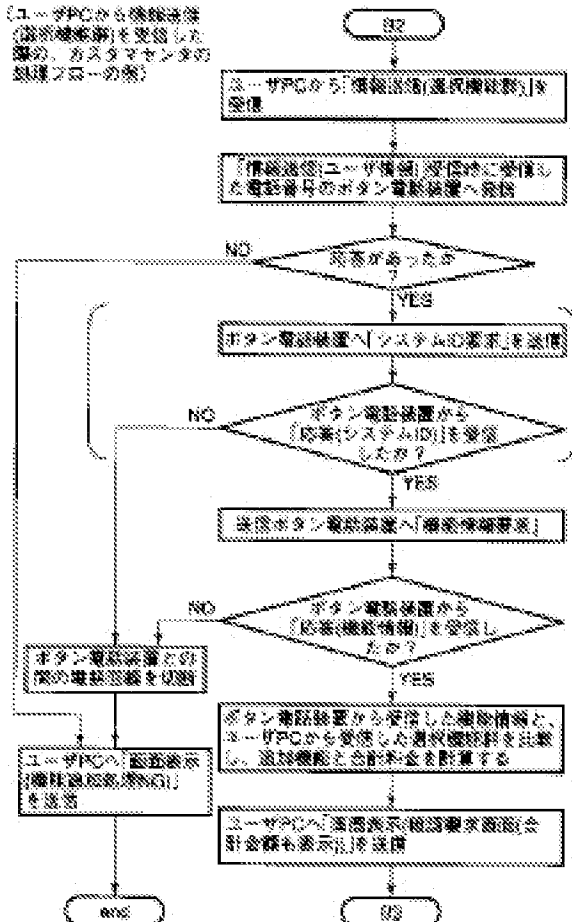 (ユーザPCから情報送信
(選択機能群)を受信した
際の、カスタマセンタの
処理フローの例)
ユーザPCから「情報送信(選択機能群)」を
受信
「情報送信(ユーザ情報)」受信時に受信し
た電話番号のボタン電話装置へ発信
応答があったか
?
NO
YES
ボタン電話装置へ「システムID要求」を送信
ボタン電話装置から
「応答(システムID)」を受信
したか?
NO
YES
送信ボタン電話装置へ「機能情報要求」
ボタン電話装置から
「応答(機能情報)」を受信し
たか?
NO
YES
ボタン電話装置との
間の電話回線を切断
ボタン電話装置から受信した機能情報と、
ユーザPCから受信した選択機能群を比較
し、追加機能と合計料金を計算する
ユーザPCへ「画面表示
(機能追加処理NG)」
を送信
ユーザPCへ「画面表示(確認要求画面(合
計金額も表示))」を送信
end